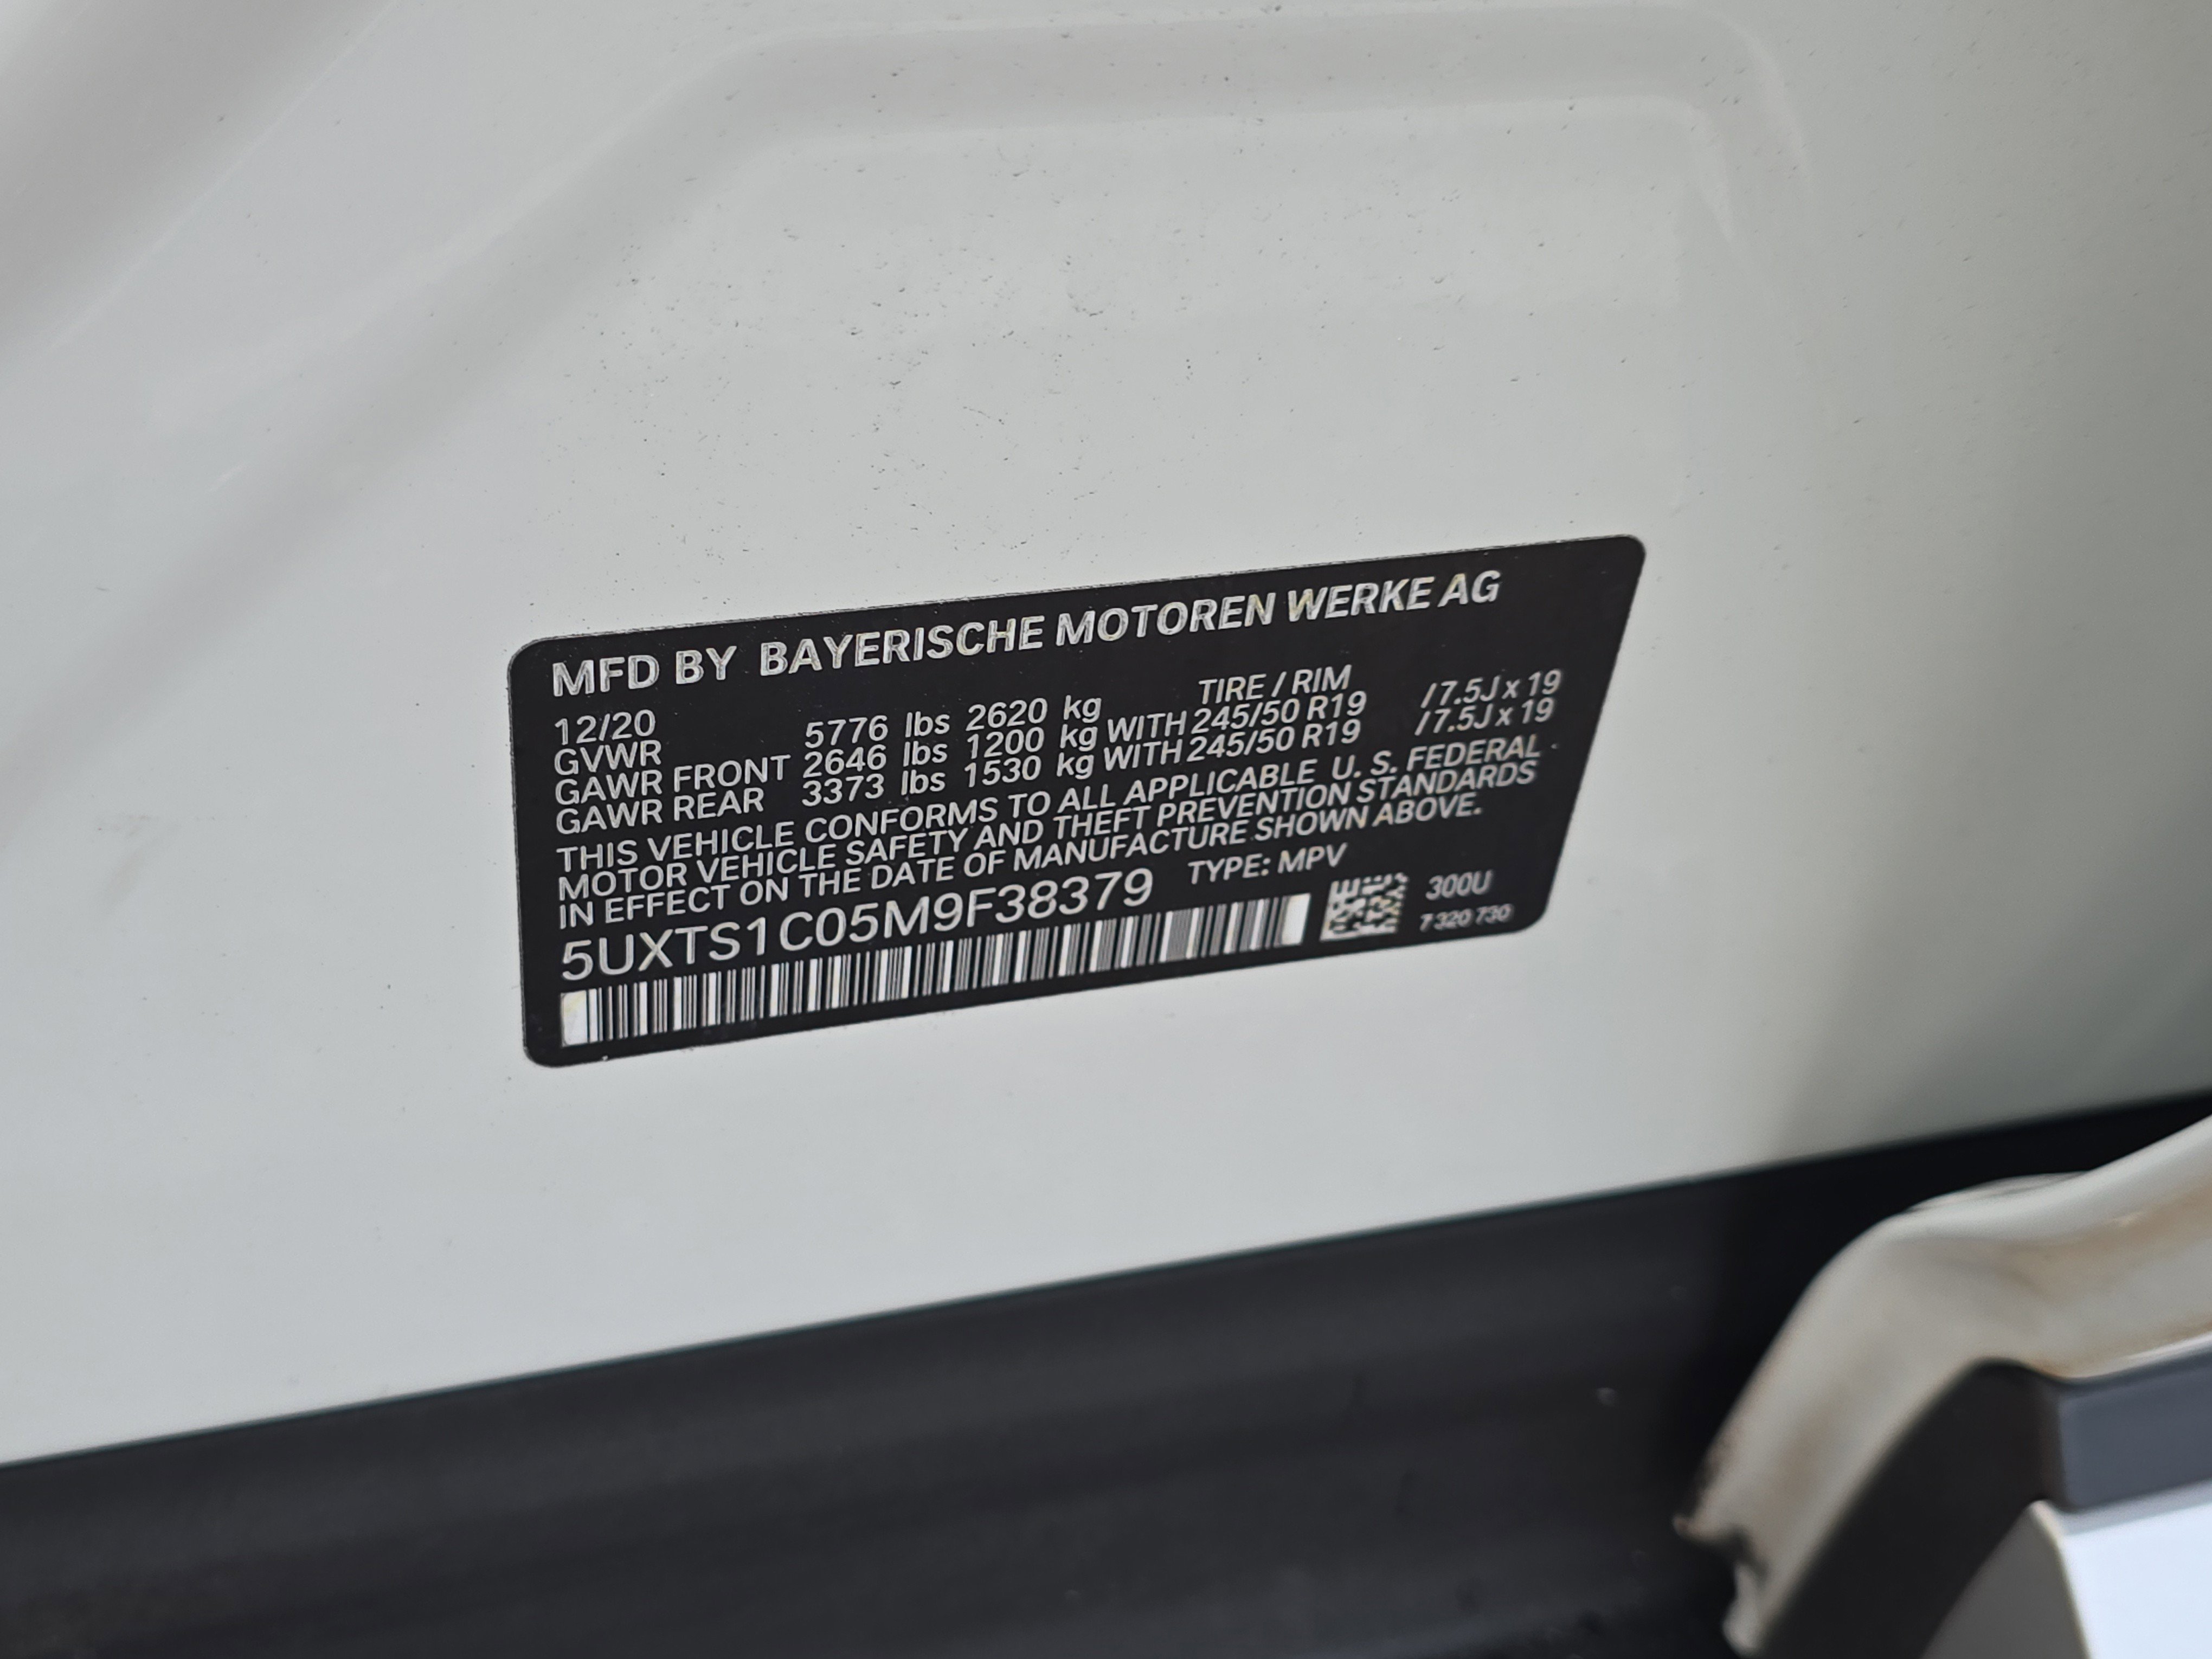 MFD BY BAYERISCHE MOTOREN WERKE AG
12/20 TIRE / RIM
GVWR 5776 lbs 2620 kg
GAWR FRONT 2646 lbs 1200 kg WITH 245/50 R19 /7.5J x 19
GAWR REAR 3373 lbs 1530 kg WITH 245/50 R19 /7.5J x 19
THIS VEHICLE CONFORMS TO ALL APPLICABLE U. S. FEDERAL
MOTOR VEHICLE SAFETY AND THEFT PREVENTION STANDARDS
IN EFFECT ON THE DATE OF MANUFACTURE SHOWN ABOVE.
5UXTS1C05M9F38379 TYPE: MPV
300U
7 320 730